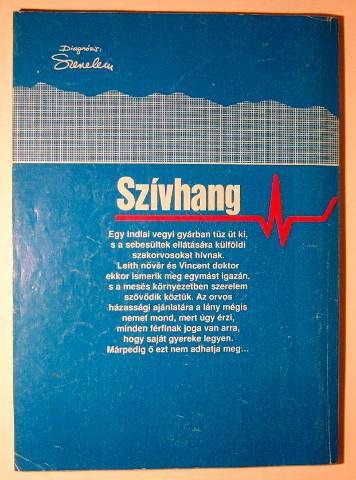 Diagnózis:
Szerelem
Szívhang
Egy indiai vegyi gyárban tűz üt ki,
s a sebesültek ellátására külföldi
szakorvosokat hívnak.
Leith nővér és Vincent doktor
ekkor ismerik meg egymást igazán,
s a mesés környezetben szerelem
szövődik köztük. Az orvos
házassági ajánlatára a lány mégis
nemet mond, mert úgy érzi,
minden férfinak joga van arra,
hogy saját gyereke legyen.
Márpedig ő ezt nem adhatja meg...